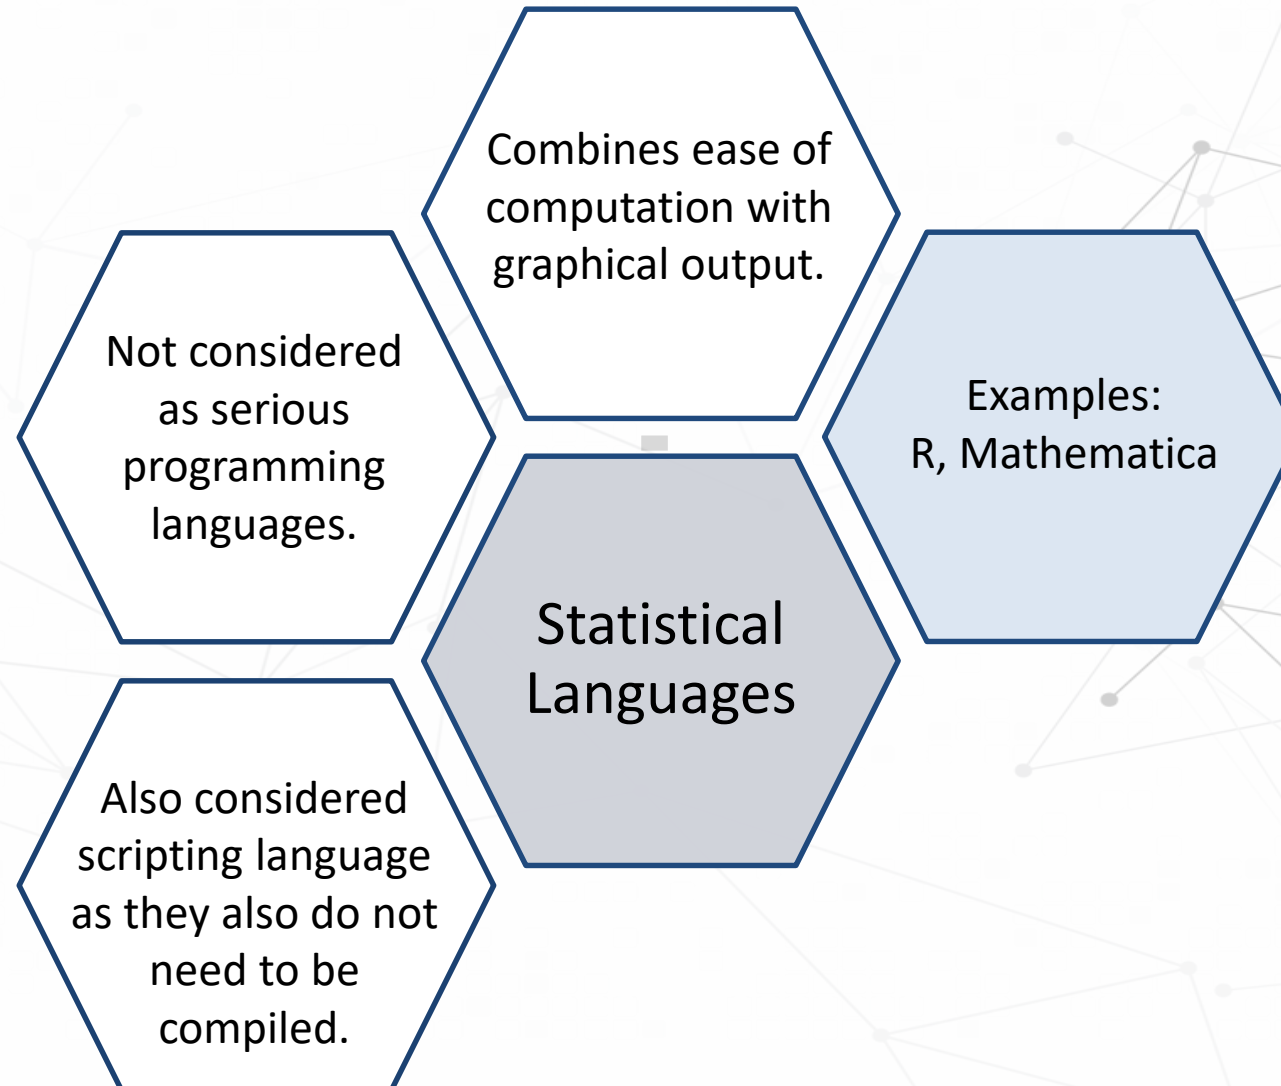 Combines ease of
computation with
graphical output.
Not considered
as serious
programming
languages.
Examples:
R, Mathematica
Statistical
Languages
Also considered
scripting language
as they also do not
need to be
compiled.